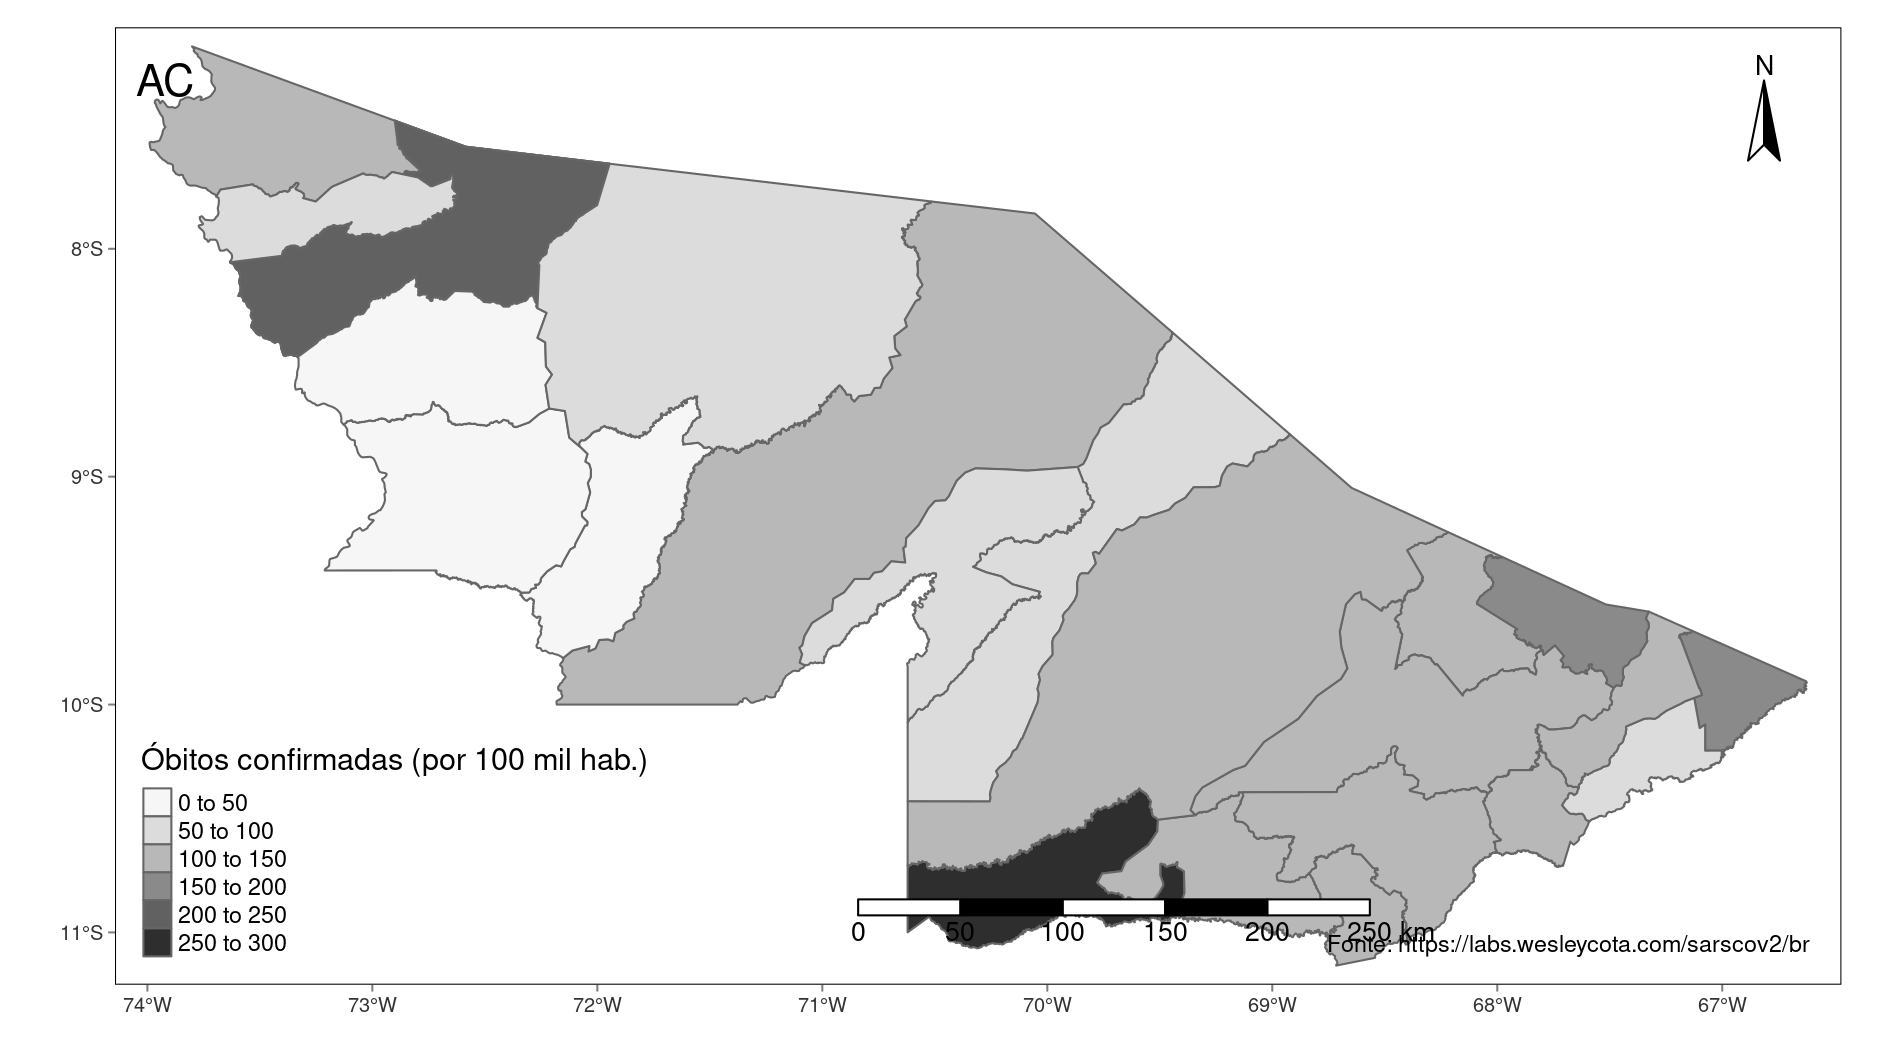 AC
N
8°S
9°S
10°S
11°S
Óbitos confirmadas (por 100 mil hab.)
0 to 50
50 to 100
100 to 150
150 to 200
200 to 250
250 to 300
0 50 100 150 200 250 km
Fonte: https://labs.wesleycota.com/sarscov2/br
74°W 73°W 72°W 71°W 70°W 69°W 68°W 67°W